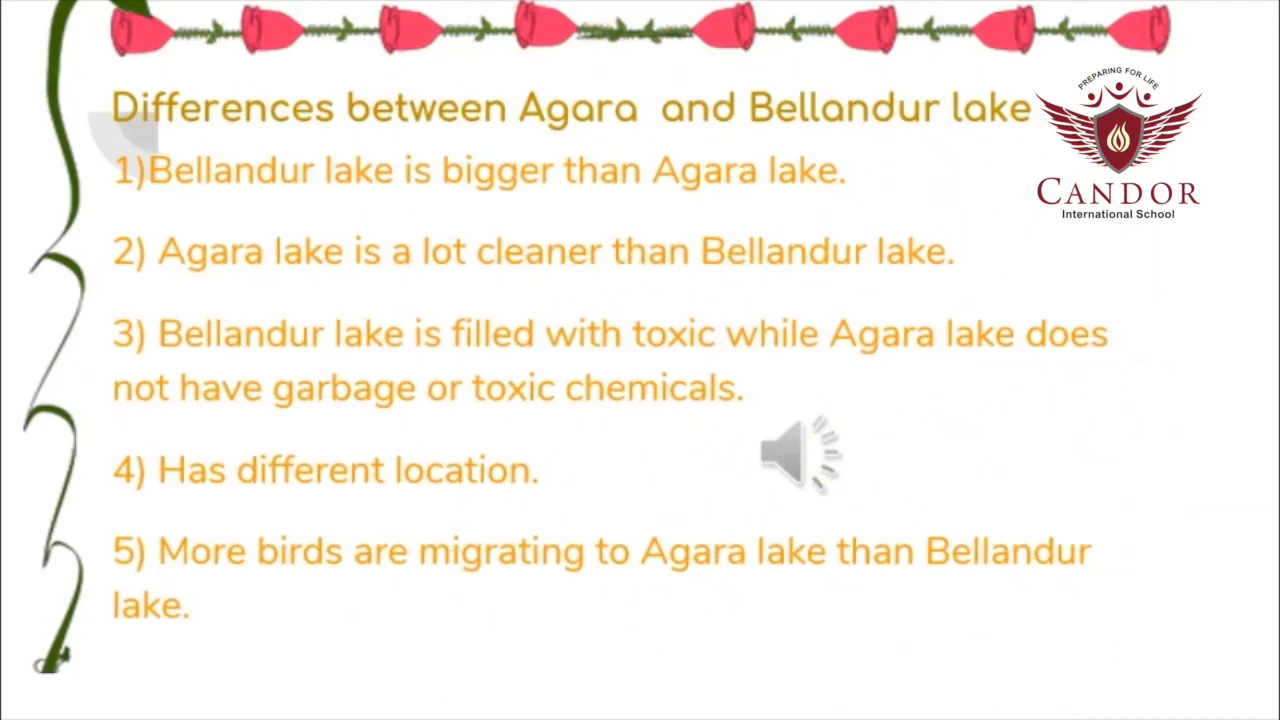 PREPARING FOR LIFE
Differences between Agara and Bellandur lake
CANDOR
International School
1)Bellandur lake is bigger than Agara lake.
2) Agara lake is a lot cleaner than Bellandur lake.
3) Bellandur lake is filled with toxic while Agara lake does
not have garbage or toxic chemicals.
4) Has different location.
5) More birds are migrating to Agara lake than Bellandur
lake.